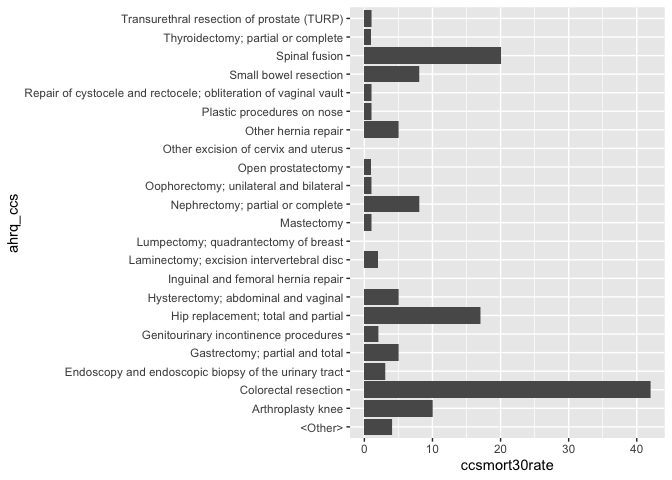 Transurethral resection of prostate (TURP)
Thyroidectomy; partial or complete
Spinal fusion
Small bowel resection
Repair of cystocele and rectocele; obliteration of vaginal vault
Plastic procedures on nose
Other hernia repair
Other excision of cervix and uterus
Open prostatectomy
Oophorectomy; unilateral and bilateral
Nephrectomy; partial or complete
Mastectomy
Lumpectomy; quadrantectomy of breast
Laminectomy; excision intervertebral disc
Inguinal and femoral hernia repair
Hysterectomy; abdominal and vaginal
Hip replacement; total and partial
Genitourinary incontinence procedures
Gastrectomy; partial and total
Endoscopy and endoscopic biopsy of the urinary tract
Colorectal resection
Arthroplasty knee
<Other>
ahrq_ccs
0 10 20 30 40
ccsmort30rate